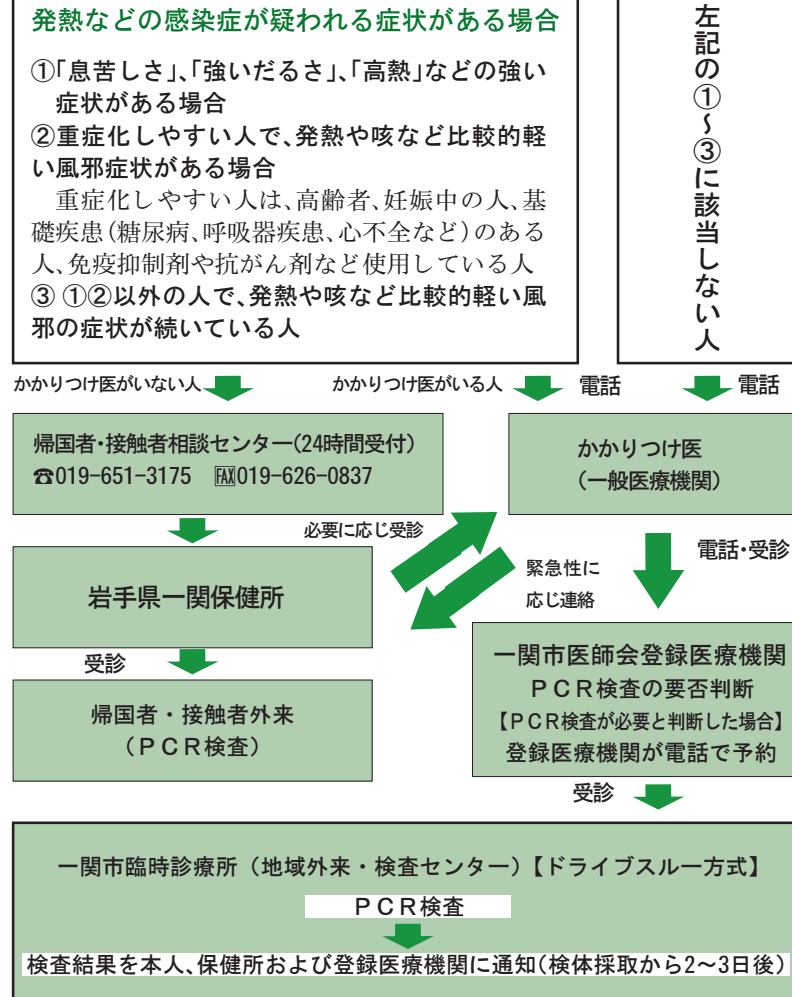 発熱などの感染症が疑われる症状がある場合
①「息苦しさ」、「強いだるさ」、「高熱」などの強い
症状がある場合
②重症化しやすい人で、発熱や咳など比較的軽
い風邪症状がある場合
重症化しやすい人は、高齢者、妊娠中の人、基
礎疾患(糖尿病、呼吸器疾患、心不全など)のある
人、免疫抑制剤や抗がん剤など使用している人
③ ①②以外の人で、発熱や咳など比較的軽い風
邪の症状が続いている人
左記の①〜③に該当しない人
かかりつけ医がいない人
かかりつけ医がいる人
電話
電話
帰国者・接触者相談センター(24時間受付)
☎019-651-3175 FAX019-626-0837
かかりつけ医
(一般医療機関)
必要に応じ受診
岩手県一関保健所
緊急性に
応じ連絡
電話・受診
受診
帰国者・接触者外来
(PCR検査)
一関市医師会登録医療機関
PCR検査の要否判断
【PCR検査が必要と判断した場合】
登録医療機関が電話で予約
受診
一関市臨時診療所(地域外来・検査センター)【ドライブスルー方式】
PCR検査
検査結果を本人、保健所および登録医療機関に通知(検体採取から2〜3日後)